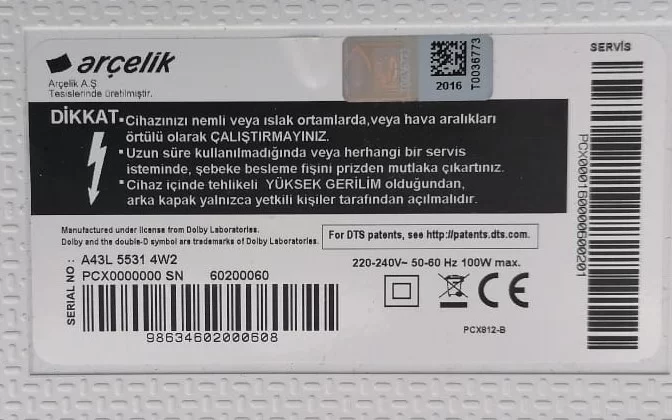 arçelik
Arçelik A.Ş
Tesislerinde üretilmiştir.
2016
T0036773
SERVİS
DİKKAT
▪Cihazınızı nemli veya ıslak ortamlarda,veya hava aralıkları
örtülü olarak ÇALIŞTIRMAYINIZ.
▪Uzun süre kullanılmadığında veya herhangi bir servis
isteminde, şebeke besleme fişini prizden mutlaka çıkartınız.
▪Cihaz içinde tehlikeli YÜKSEK GERİLİM olduğundan,
arka kapak yalnızca yetkili kişiler tarafından açılmalıdır.
Manufactured under license from Dolby Laboratories.
Dolby and the double-D symbol are trademarks of Dolby Laboratories.
For DTS patents, see http://patents.dts.com.
SERIAL NO :
A43L 5531 4W2
PCX0000000 SN 60200060
98634602000608
220-240V~ 50-60 Hz 100W max.
CE
PCX812-B